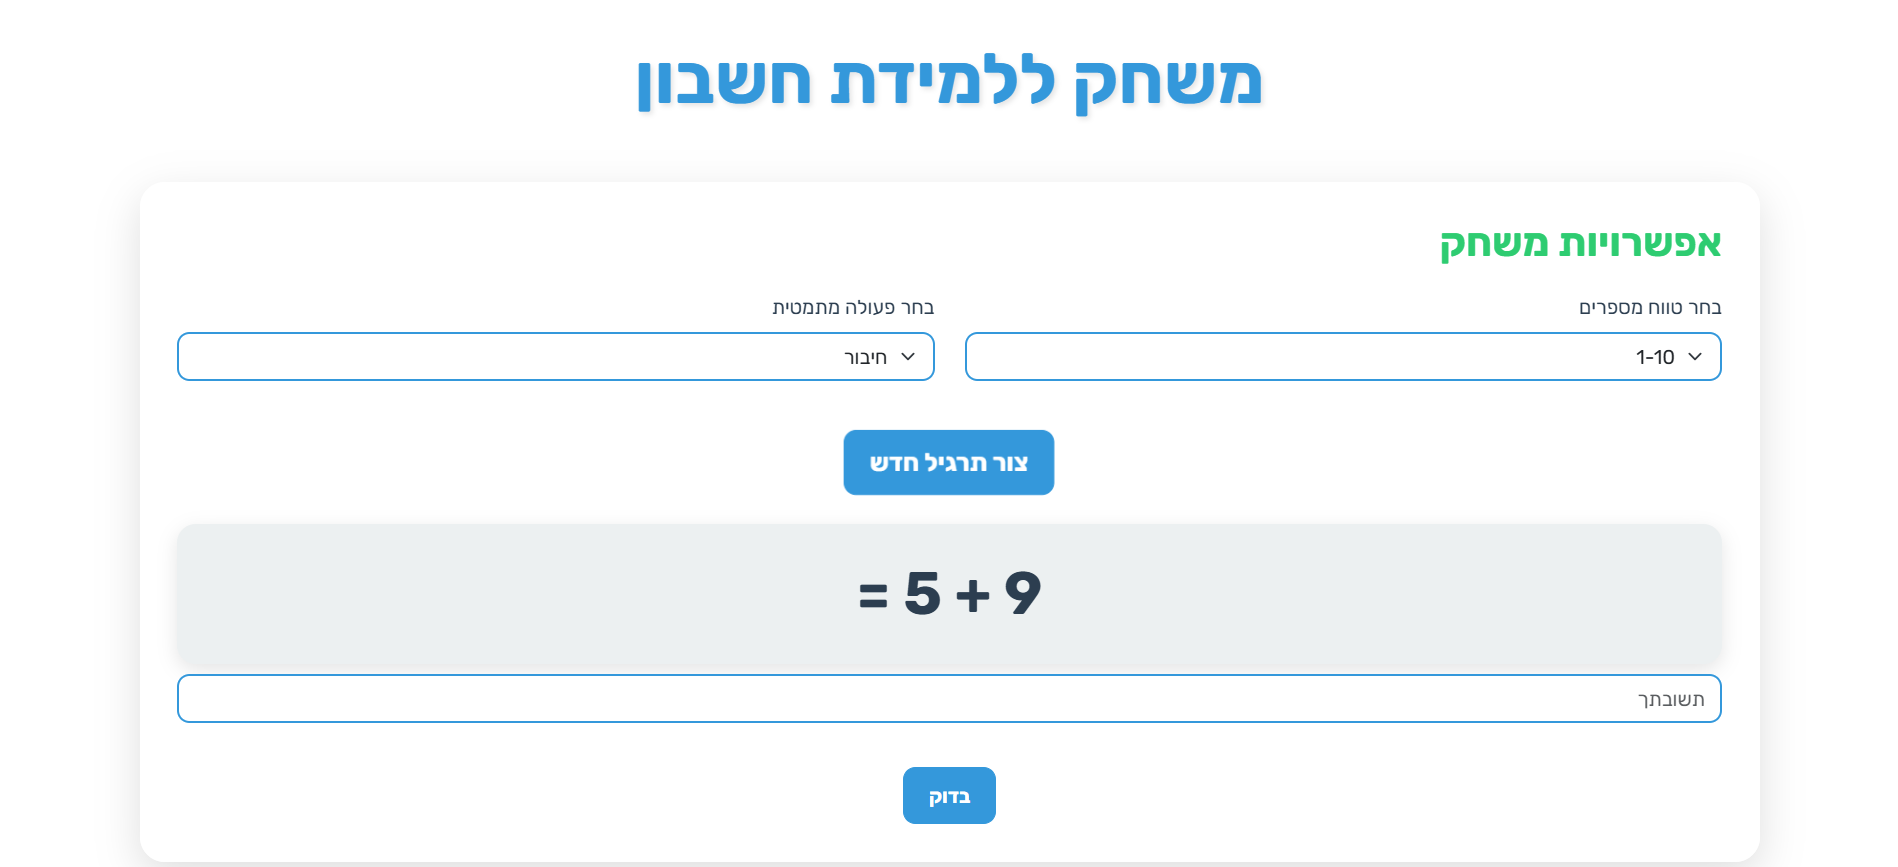 משחק ללמידת חשבון
אפשרויות משחק
בחר טווח מספרים
1-10
בחר פעולה מתמטית
חיבור
צור תרגיל חדש
9 + 5 =
תשובתך
בדוק